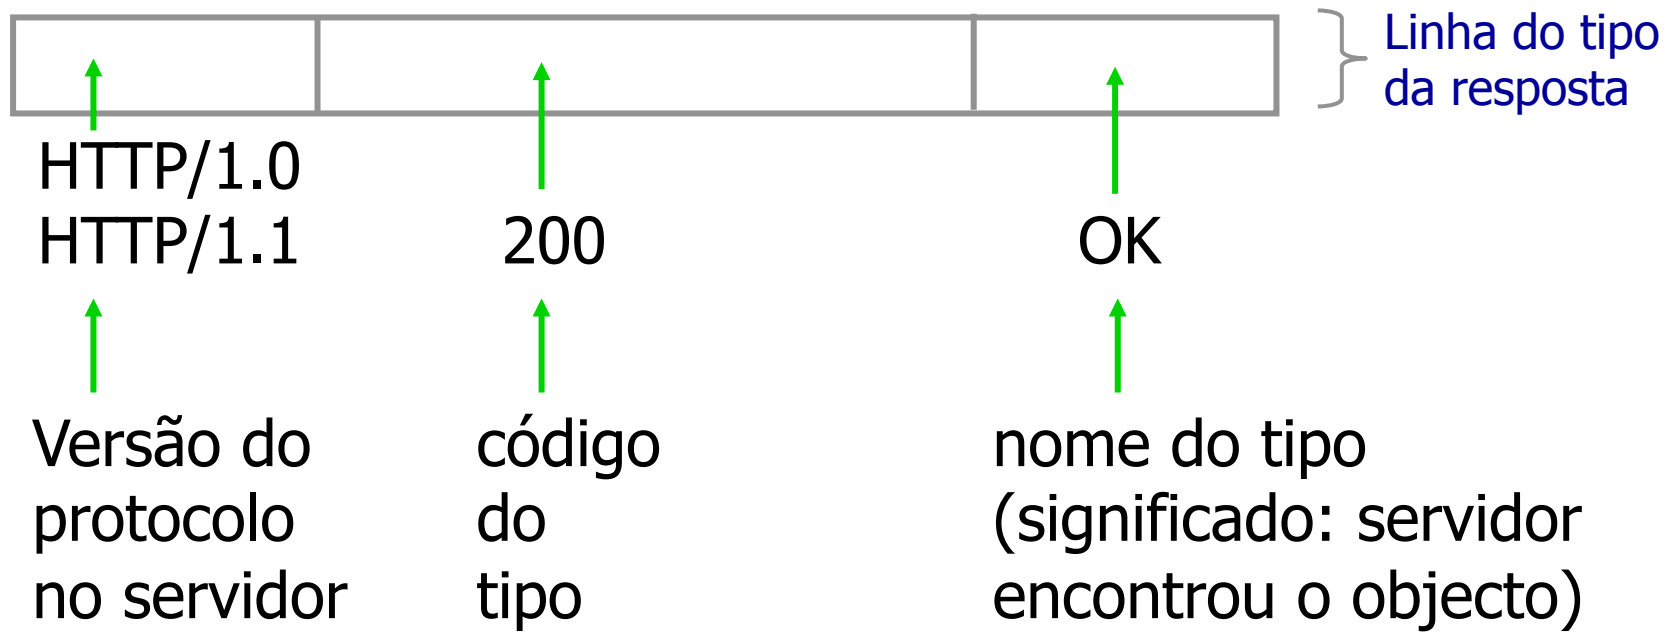 Linha do tipo
da resposta
HTTP/1.0
HTTP/1.1
200
OK
Versão do
protocolo
no servidor
código
do
tipo
nome do tipo
(significado: servidor
encontrou o objecto)